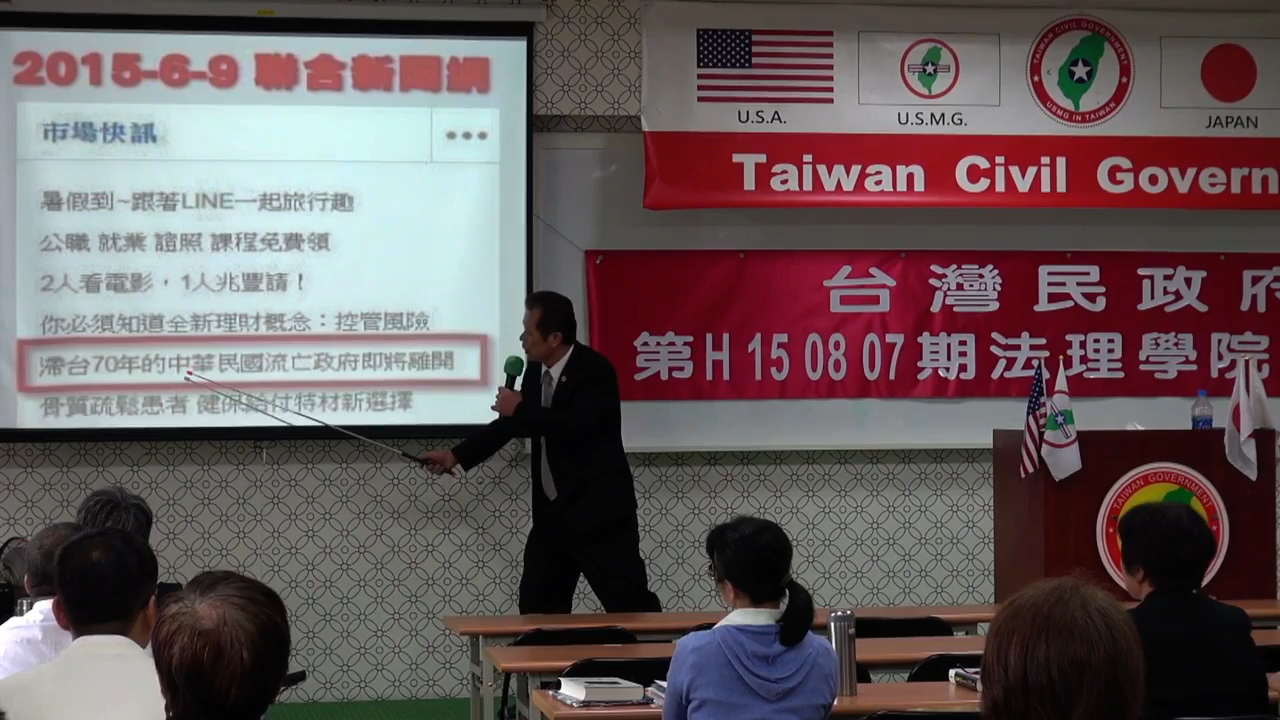 2015-6-9 聯合新聞網
市場快訊
暑假到~跟著LINE一起旅行趣
公職 就業 證照 課程免費領
2人看電影，1人兆豐請！
你必須知道全新理財概念：控管風險
滯台70年的中華民國流亡政府即將離開
骨質疏鬆患者 健保給付特材新選擇
U.S.A.
U.S.M.G.
TAIWAN CIVIL GOVERNMENT
USMG IN TAIWAN
JAPAN
Taiwan Civil Govern
台灣民政府
第H 15 08 07期法理學院
TAIWAN GOVERNMENT